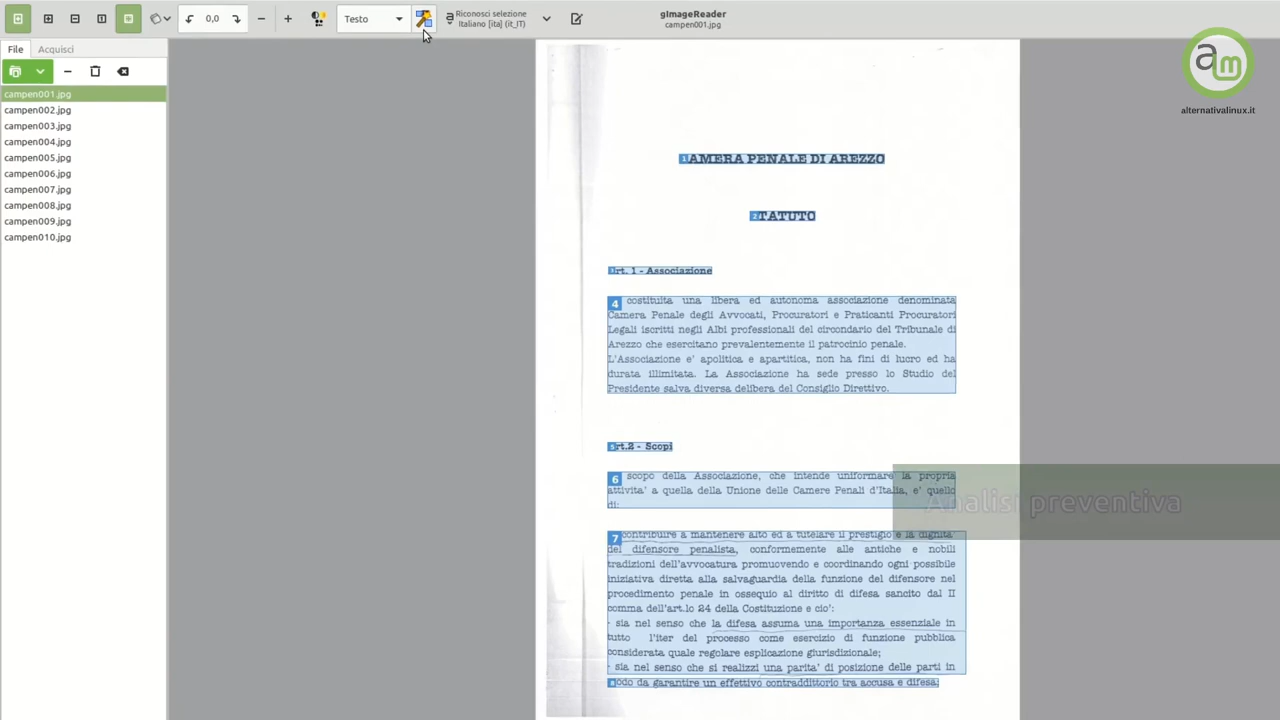 0,0
Testo
Riconosci selezione
Italiano [ita] (it_IT)
gImageReader
campen001.jpg
File
Acquisci
campen001.jpg
campen002.jpg
campen003.jpg
campen004.jpg
campen005.jpg
campen006.jpg
campen007.jpg
campen008.jpg
campen009.jpg
campen010.jpg
am
alternativalinux.it
1AMERA PENALE DI AREZZO
2TATUTO
rt. 1 - Associazione
4 costituita una libera ed autonoma associazione denominata
Camera Penale degli Avvocati, Procuratori e Praticanti Procuratori
Legali iscritti negli Albi professionali del circondario del Tribunale di
Arezzo che esercitano prevalentemente il patrocinio penale.
L'Associazione e' apolitica e apartitica, non ha fini di lucro ed ha
durata illimitata. La Associazione ha sede presso lo Studio del
Presidente salva diversa delibera del Consiglio Direttivo.
5rt.2 - Scopi
6 scopo della Associazione, che intende uniformare la propria
attivita' a quella della Unione delle Camere Penali d'Italia, e' quello
di:
Analisi preventiva
7 contribuire a mantenere alto ed a tutelare il prestigio e la dignita'
del difensore penalista, conformemente alle antiche e nobili
tradizioni dell'avvocatura promuovendo e coordinando ogni possibile
iniziativa diretta alla salvaguardia della funzione del difensore nel
procedimento penale in ossequio al diritto di difesa sancito dal II
comma dell'art.lo 24 della Costituzione e cio':
- sia nel senso che la difesa assuma una importanza essenziale in
tutto l'iter del processo come esercizio di funzione pubblica
considerata quale regolare esplicazione giurisdizionale;
- sia nel senso che si realizzi una parita' di posizione delle parti in
8odo da garantire un effettivo contraddittorio tra accusa e difesa;